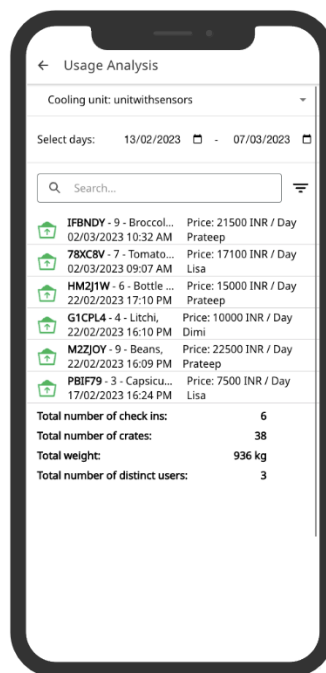 Usage Analysis
Cooling unit: unitwithsensors
Select days: 13/02/2023 - 07/03/2023
Search...
IFBNDY - 9 - Broccol... Price: 21500 INR / Day
02/03/2023 10:32 AM Prateep
78XC8V - 7 - Tomato... Price: 17100 INR / Day
02/03/2023 09:07 AM Lisa
HM2J1W - 6 - Bottle ... Price: 15000 INR / Day
22/02/2023 17:10 PM Prateep
G1CPL4 - 4 - Litchi, Price: 10000 INR / Day
22/02/2023 16:10 PM Dimi
M2ZJOY - 9 - Beans, Price: 22500 INR / Day
22/02/2023 16:09 PM Prateep
PBIF79 - 3 - Capsicu... Price: 7500 INR / Day
17/02/2023 16:24 PM Lisa
Total number of check ins: 6
Total number of crates: 38
Total weight: 936 kg
Total number of distinct users: 3